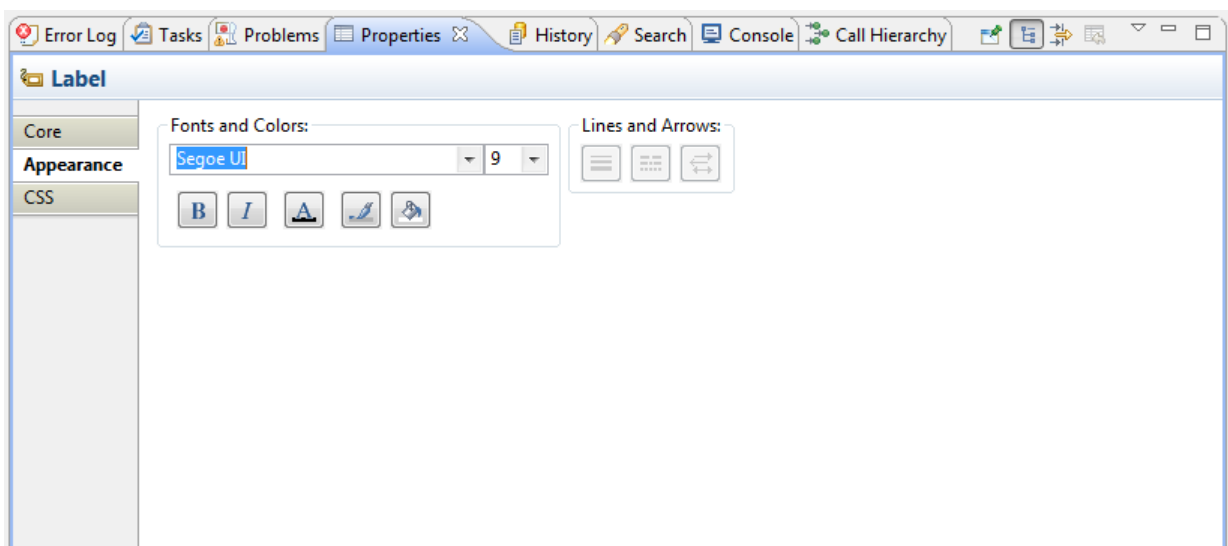 Error Log Tasks Problems Properties History Search Console Call Hierarchy
Label
Core
Appearance
CSS
Fonts and Colors:
Segoe UI 9
B I A
Lines and Arrows: